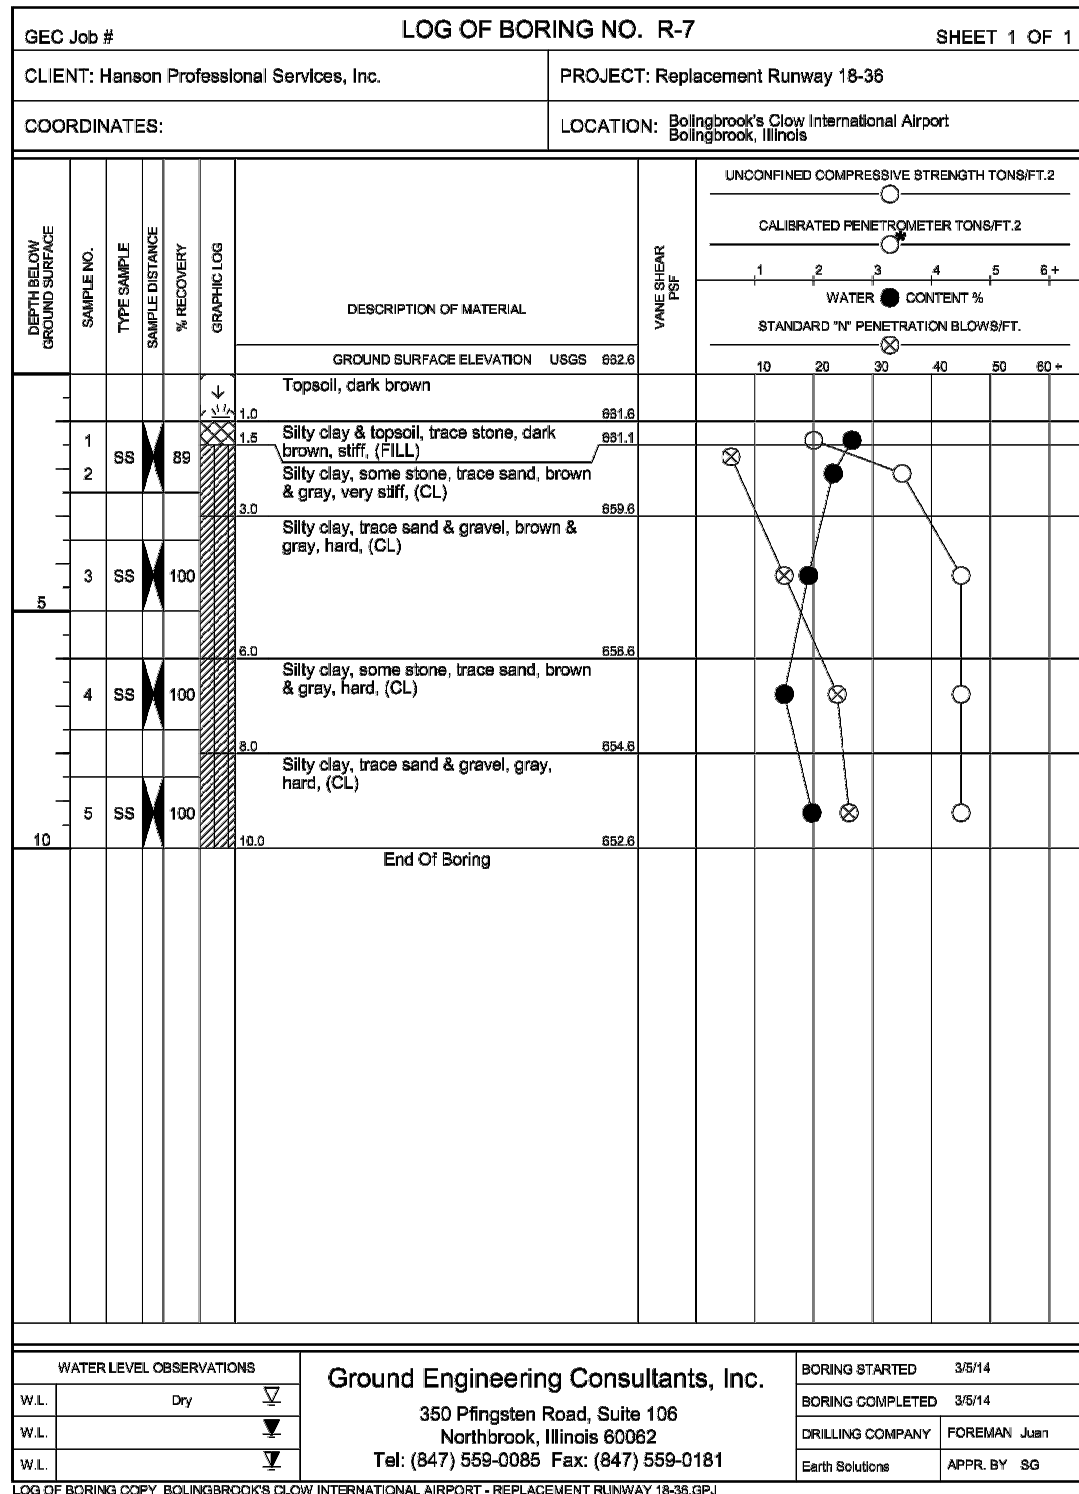 GEC Job #
LOG OF BORING NO. R-7
SHEET 1 OF 1
CLIENT: Hanson Professional Services, Inc.
PROJECT: Replacement Runway 18-36
COORDINATES:
LOCATION: Bolingbrook's Clow International Airport
Bolingbrook, Illinois
DEPTH BELOW
GROUND SURFACE
SAMPLE NO.
TYPE SAMPLE
SAMPLE DISTANCE
% RECOVERY
GRAPHIC LOG
DESCRIPTION OF MATERIAL
GROUND SURFACE ELEVATION USGS 662.6
VANE SHEAR
PSF
UNCONFINED COMPRESSIVE STRENGTH TONS/FT.2
CALIBRATED PENETROMETER TONS/FT.2
*
1 2 3 4 5 6+
WATER CONTENT %
STANDARD "N" PENETRATION BLOWS/FT.
10 20 30 40 50 60 +
Topsoil, dark brown
1.0 661.6
1 Silty clay & topsoil, trace stone, dark
1.5 661.1
brown, stiff, (FILL)
SS 89
2 Silty clay, some stone, trace sand, brown
& gray, very stiff, (CL)
3.0 659.6
Silty clay, trace sand & gravel, brown &
gray, hard, (CL)
3 SS 100
5
6.0 656.6
Silty clay, some stone, trace sand, brown
& gray, hard, (CL)
4 SS 100
8.0 654.6
Silty clay, trace sand & gravel, gray,
hard, (CL)
5 SS 100
10
10.0 652.6
End Of Boring
WATER LEVEL OBSERVATIONS
W.L. Dry
W.L.
W.L.
Ground Engineering Consultants, Inc.
350 Pfingsten Road, Suite 106
Northbrook, Illinois 60062
Tel: (847) 559-0085 Fax: (847) 559-0181
BORING STARTED 3/5/14
BORING COMPLETED 3/5/14
DRILLING COMPANY FOREMAN Juan
Earth Solutions APPR. BY SG
LOG OF BORING COPY BOLINGBROOK'S CLOW INTERNATIONAL AIRPORT - REPLACEMENT RUNWAY 18-36.GPJ